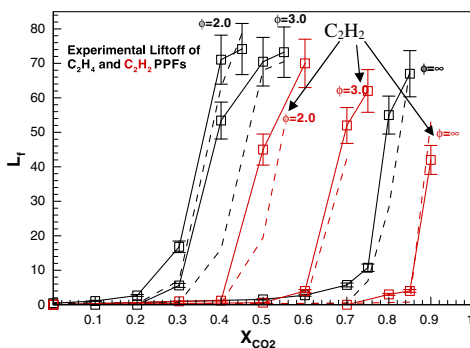 80
70
60
50
40
30
20
10
0
L_f
Experimental Liftoff of
C₂H₄ and C₂H₂ PPFs
ϕ=2.0
ϕ=3.0
C₂H₂
ϕ=∞
ϕ=3.0
ϕ=2.0
ϕ=∞
0.1 0.2 0.3 0.4 0.5 0.6 0.7 0.8 0.9 1
X_CO2